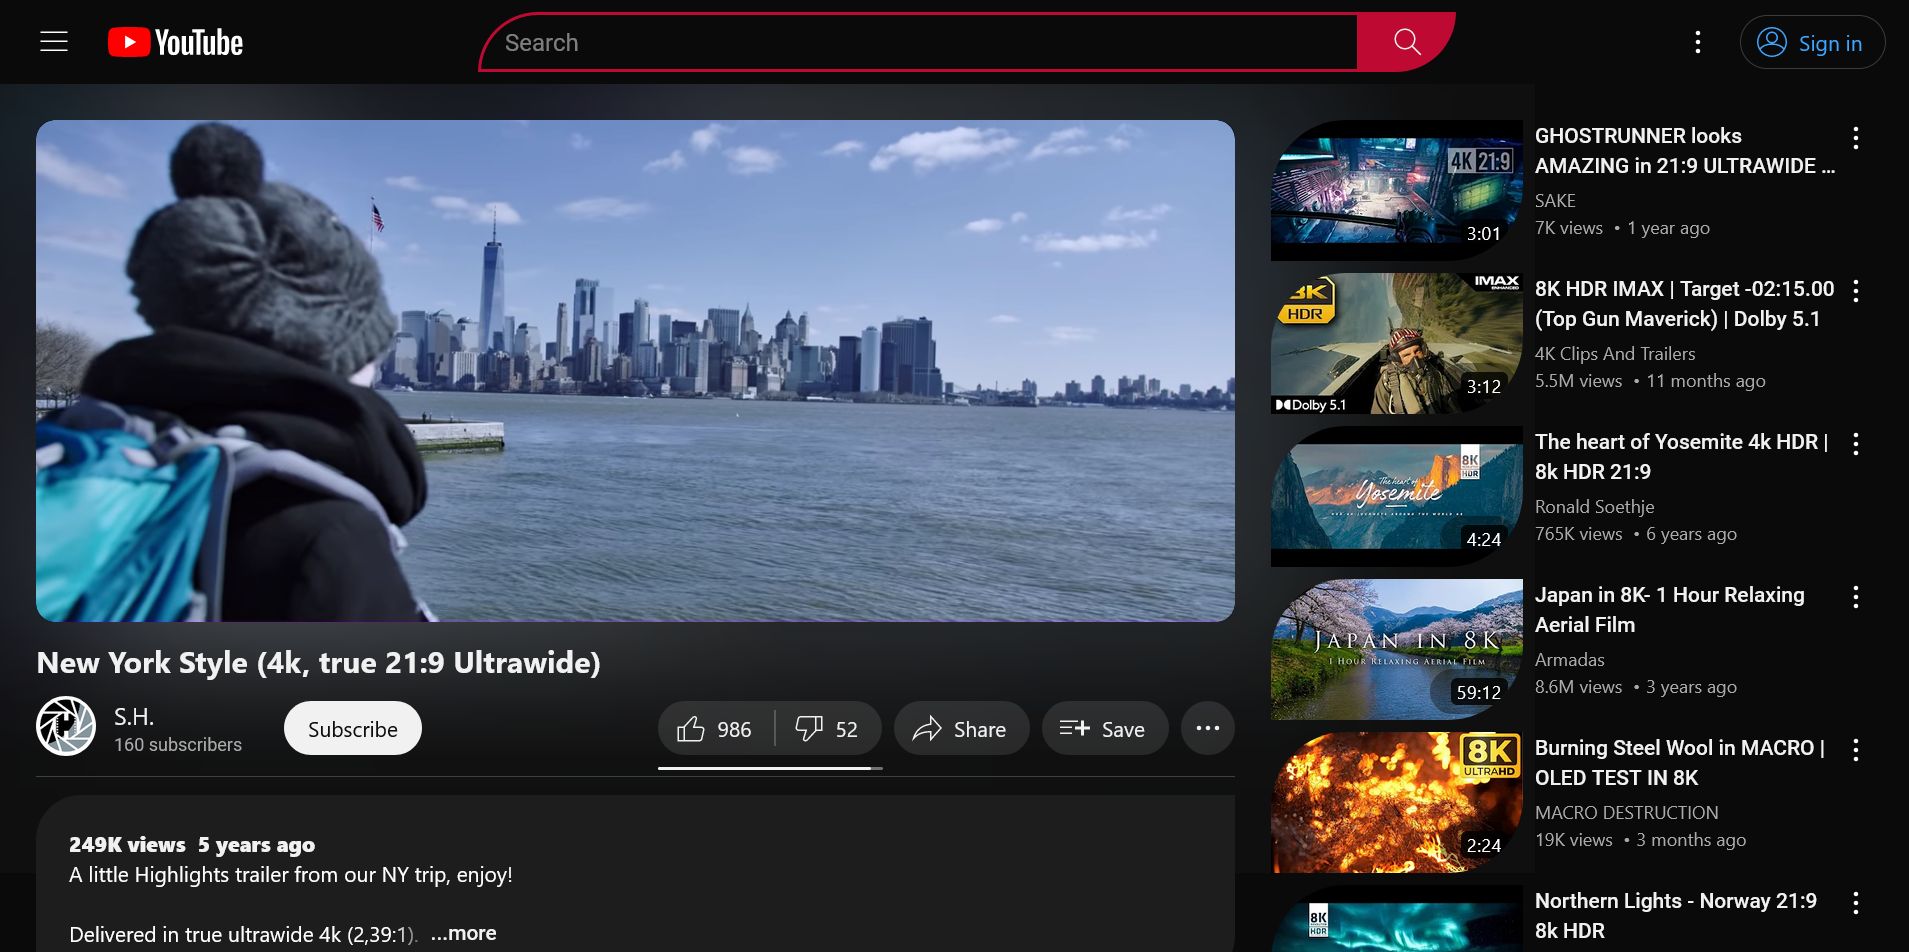 YouTube
Search
Sign in
New York Style (4k, true 21:9 Ultrawide)
S.H.
160 subscribers
Subscribe
986
52
Share
Save
249K views 5 years ago
A little Highlights trailer from our NY trip, enjoy!
Delivered in true ultrawide 4k (2,39:1). ...more
4K 21:9
3:01
GHOSTRUNNER looks
AMAZING in 21:9 ULTRAWIDE ...
SAKE
7K views • 1 year ago
IMAX
ENHANCED
HDR
Dolby 5.1
3:12
8K HDR IMAX | Target -02:15.00
(Top Gun Maverick) | Dolby 5.1
4K Clips And Trailers
5.5M views • 11 months ago
8K
HDR
The heart of
Yosemite
4:24
The heart of Yosemite 4k HDR |
8k HDR 21:9
Ronald Soethje
765K views • 6 years ago
JAPAN IN 8K
1 HOUR RELAXING AERIAL FILM
59:12
Japan in 8K- 1 Hour Relaxing
Aerial Film
Armadas
8.6M views • 3 years ago
8K
ULTRAHD
2:24
Burning Steel Wool in MACRO |
OLED TEST IN 8K
MACRO DESTRUCTION
19K views • 3 months ago
8K
HDR
Northern Lights - Norway 21:9
8k HDR